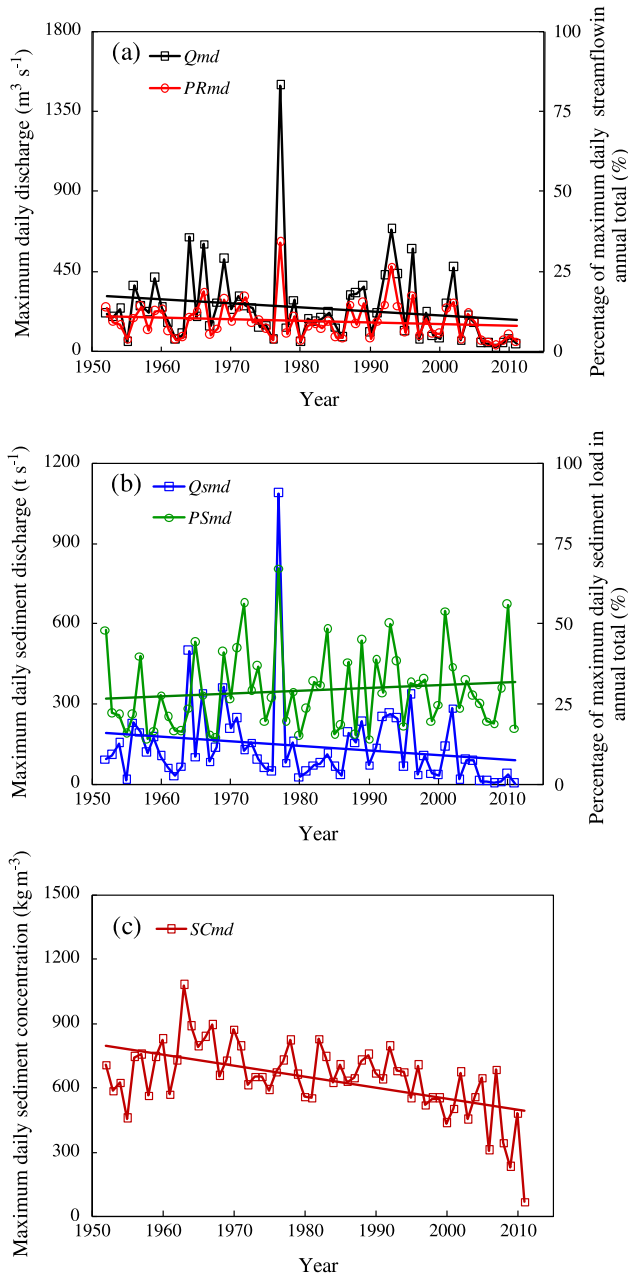 (a)
Qmd
PRmd
Maximum daily discharge (m³ s⁻¹)
1800
1350
900
450
0
100
75
50
25
0
Percentage of maximum daily streamflowin
annual total (%)
1950 1960 1970 1980 1990 2000 2010
Year
(b)
Qsmd
PSmd
Maximum daily sediment discharge (t s⁻¹)
1200
900
600
300
0
100
75
50
25
0
Percentage of maximum daily sediment load in
annual total (%)
1950 1960 1970 1980 1990 2000 2010
Year
(c)
SCmd
Maximum daily sediment concentration (kg m⁻³)
1500
1200
900
600
300
0
1950 1960 1970 1980 1990 2000 2010
Year